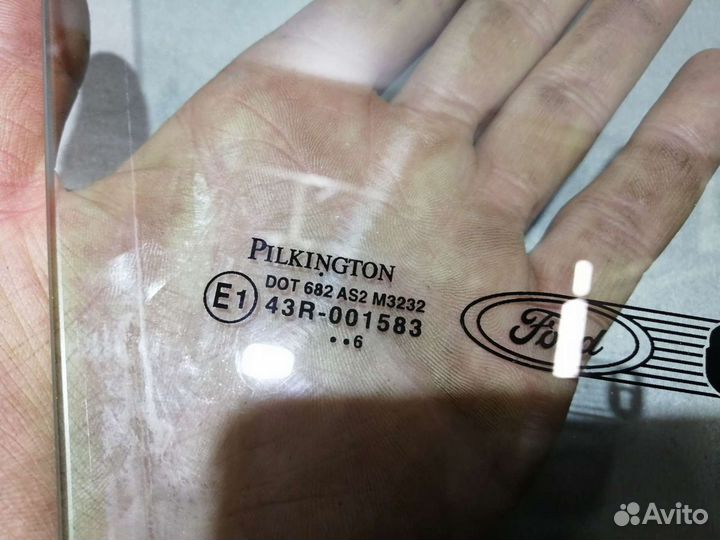 PILKINGTON
DOT 682 AS2 M3232
E1
43R-001583
••6
Ford
Avito